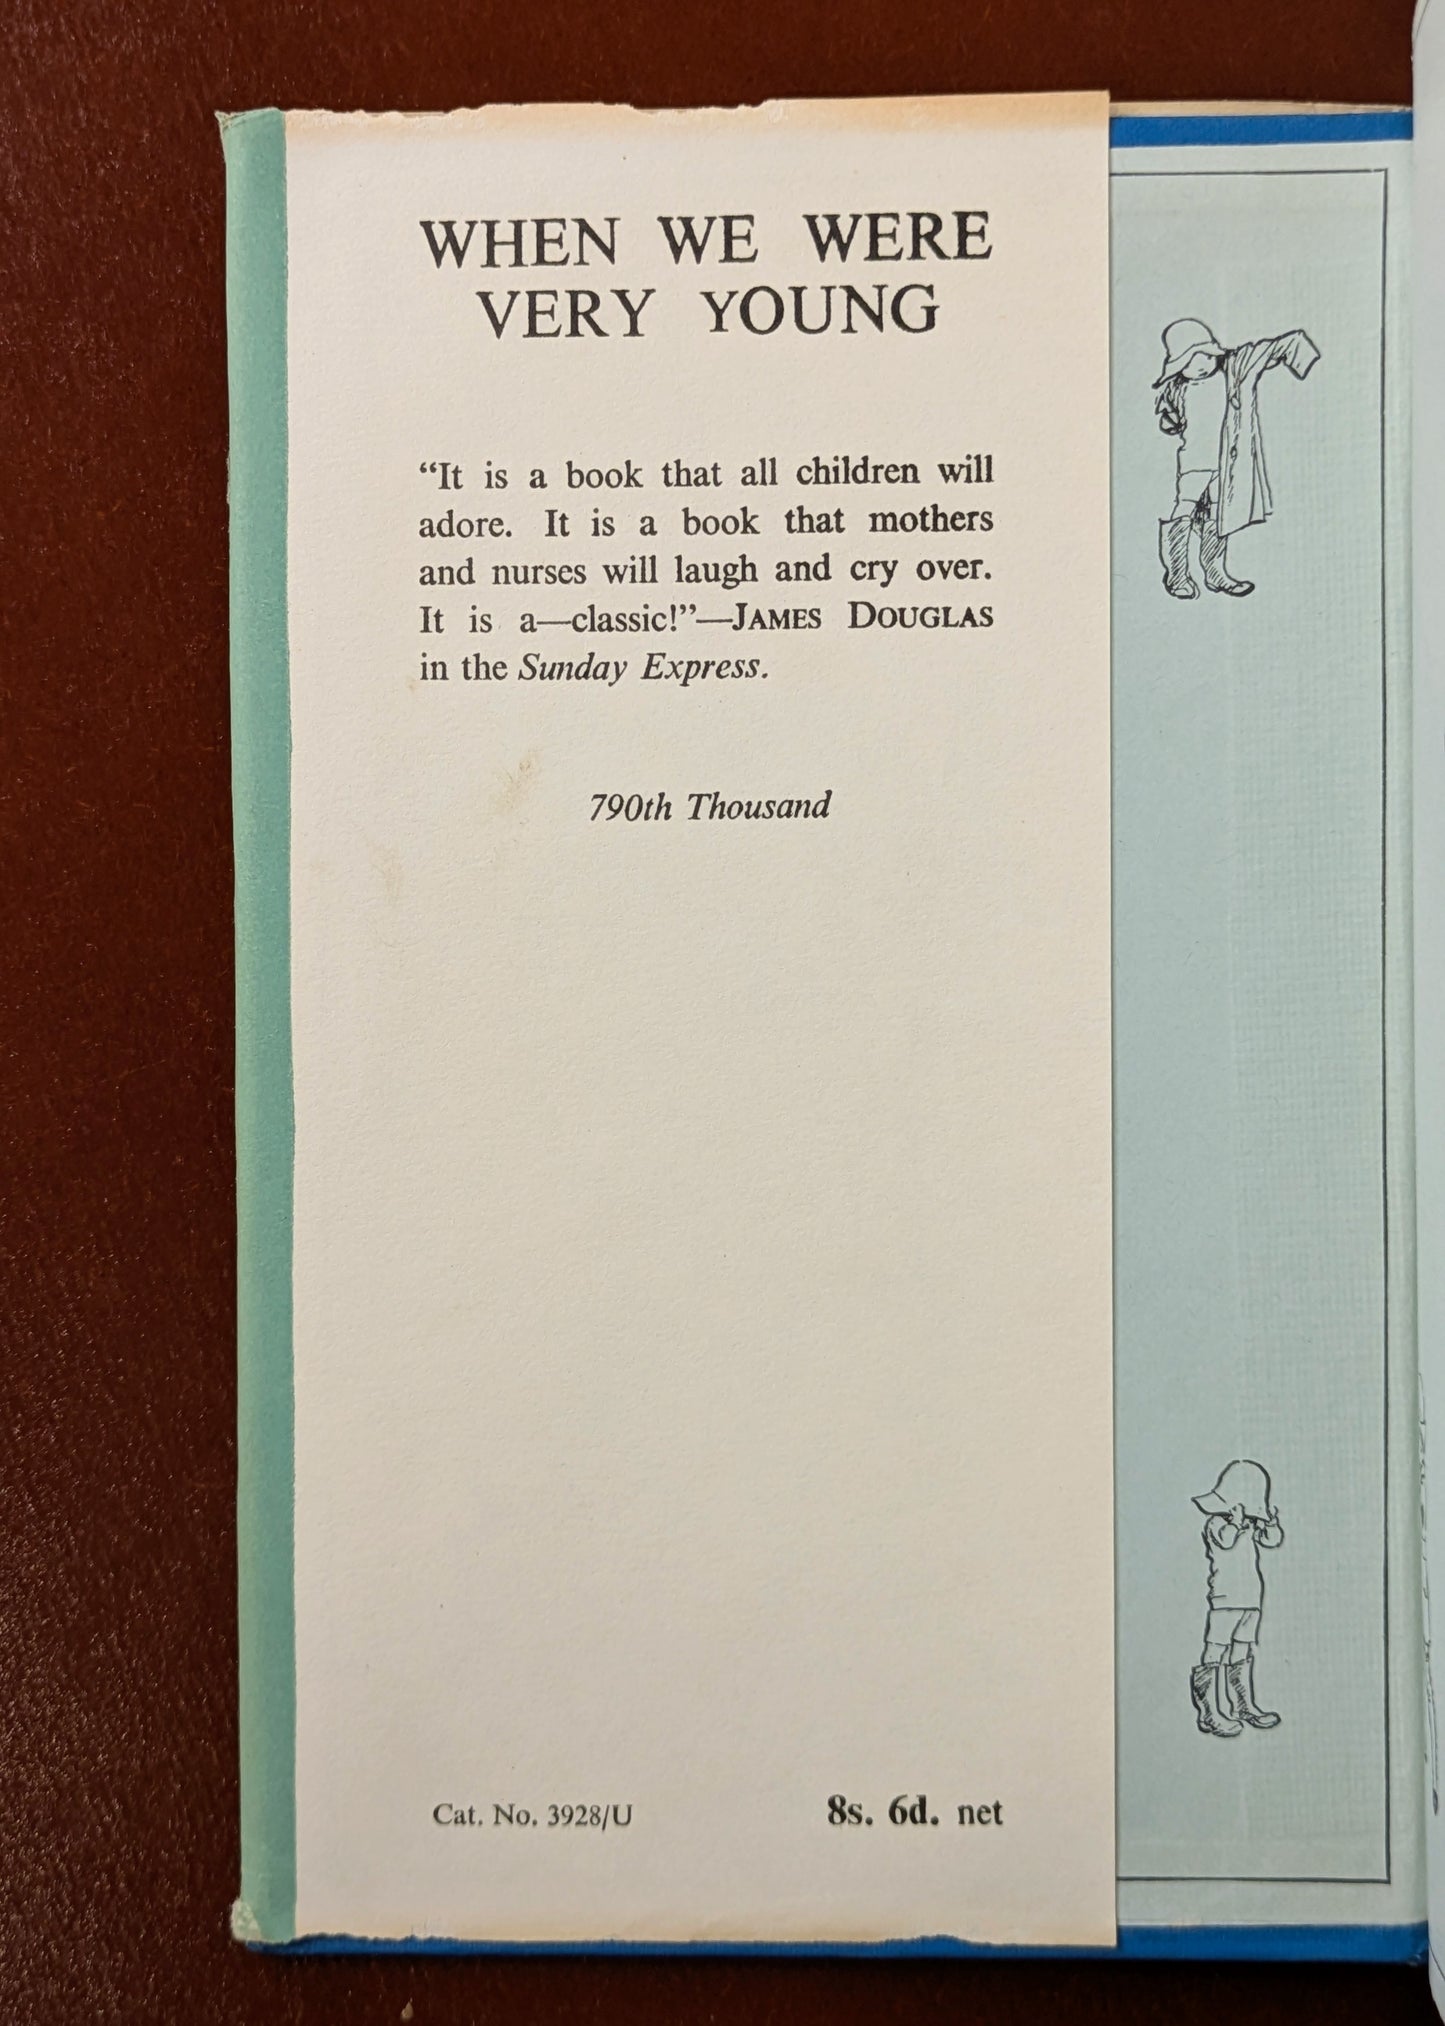 WHEN WE WERE
VERY YOUNG
“It is a book that all children will
adore. It is a book that mothers
and nurses will laugh and cry over.
It is a—classic!”—JAMES DOUGLAS
in the Sunday Express.
790th Thousand
Cat. No. 3928/U
8s. 6d. net